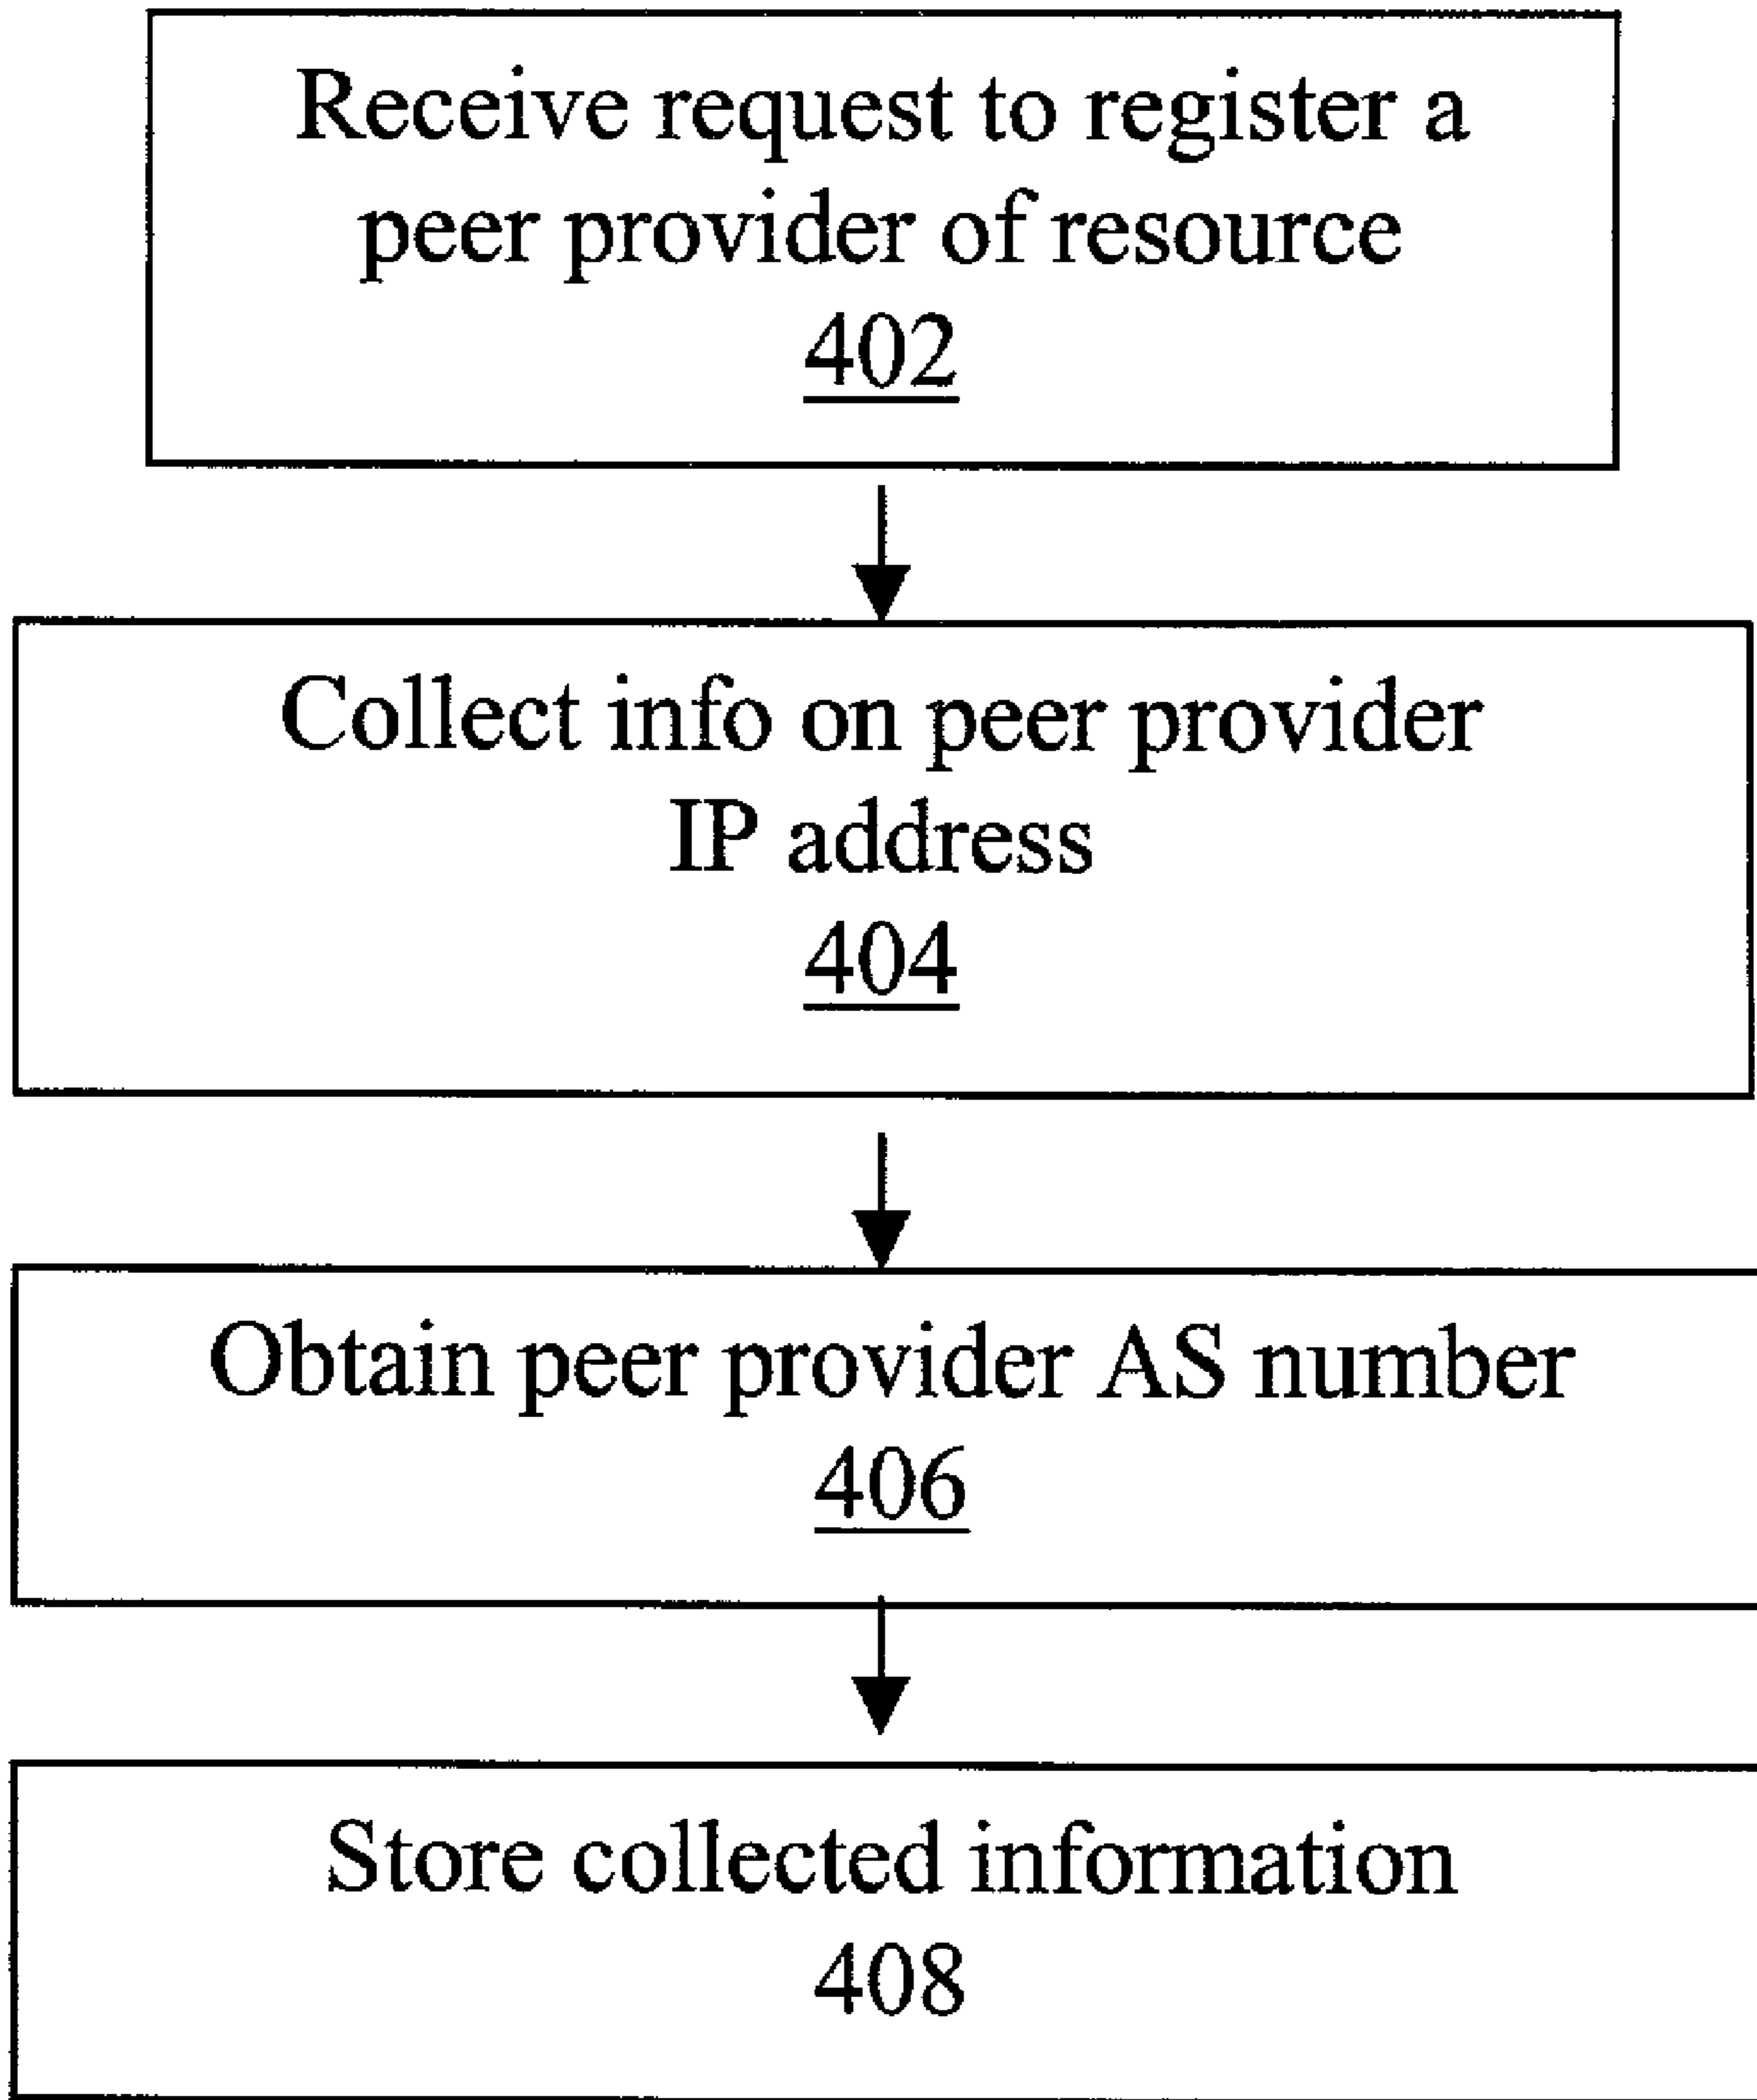 Receive request to register a
peer provider of resource
402
Collect info on peer provider
IP address
404
Obtain peer provider AS number
406
Store collected information
408